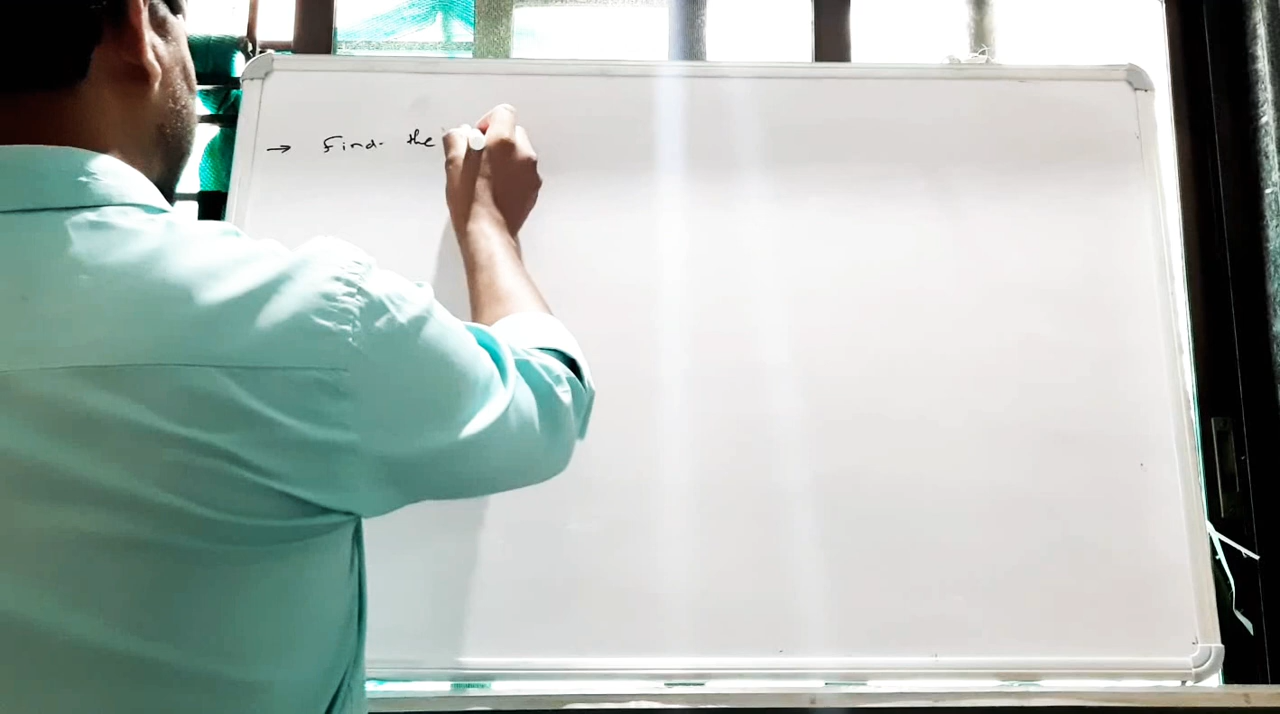 → Find the